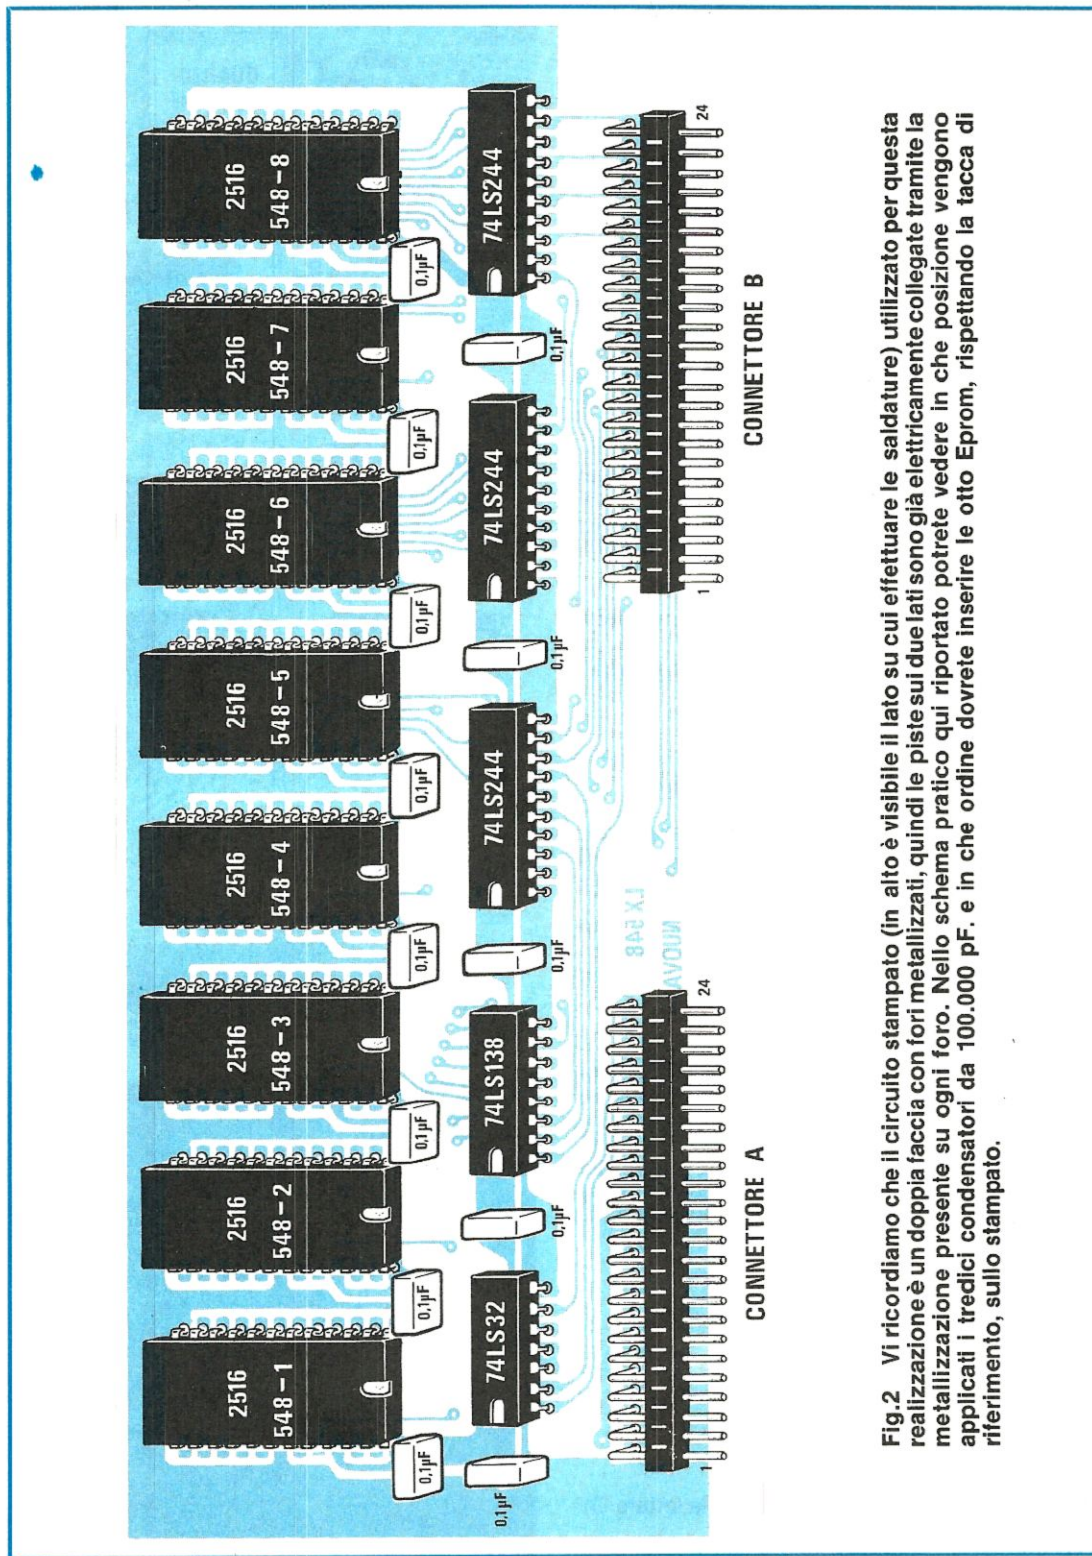 2516
548-1
2516
548-2
2516
548-3
2516
548-4
2516
548-5
2516
548-6
2516
548-7
2516
548-8
0,1µF
0,1µF
0,1µF
0,1µF
0,1µF
0,1µF
0,1µF
0,1µF
0,1µF
74LS32
0,1µF
74LS138
0,1µF
74LS244
0,1µF
74LS244
0,1µF
74LS244
LX 548
NUOVA
1
24
1
24
CONNETTORE A
CONNETTORE B
Fig.2 Vi ricordiamo che il circuito stampato (in alto è visibile il lato su cui effettuare le saldature) utilizzato per questa
realizzazione è un doppia faccia con fori metallizzati, quindi le piste sui due lati sono già elettricamente collegate tramite la
metallizzazione presente su ogni foro. Nello schema pratico qui riportato potrete vedere in che posizione vengono
applicati i tredici condensatori da 100.000 pF. e in che ordine dovrete inserire le otto Eprom, rispetando la tacca di
riferimento, sullo stampato.